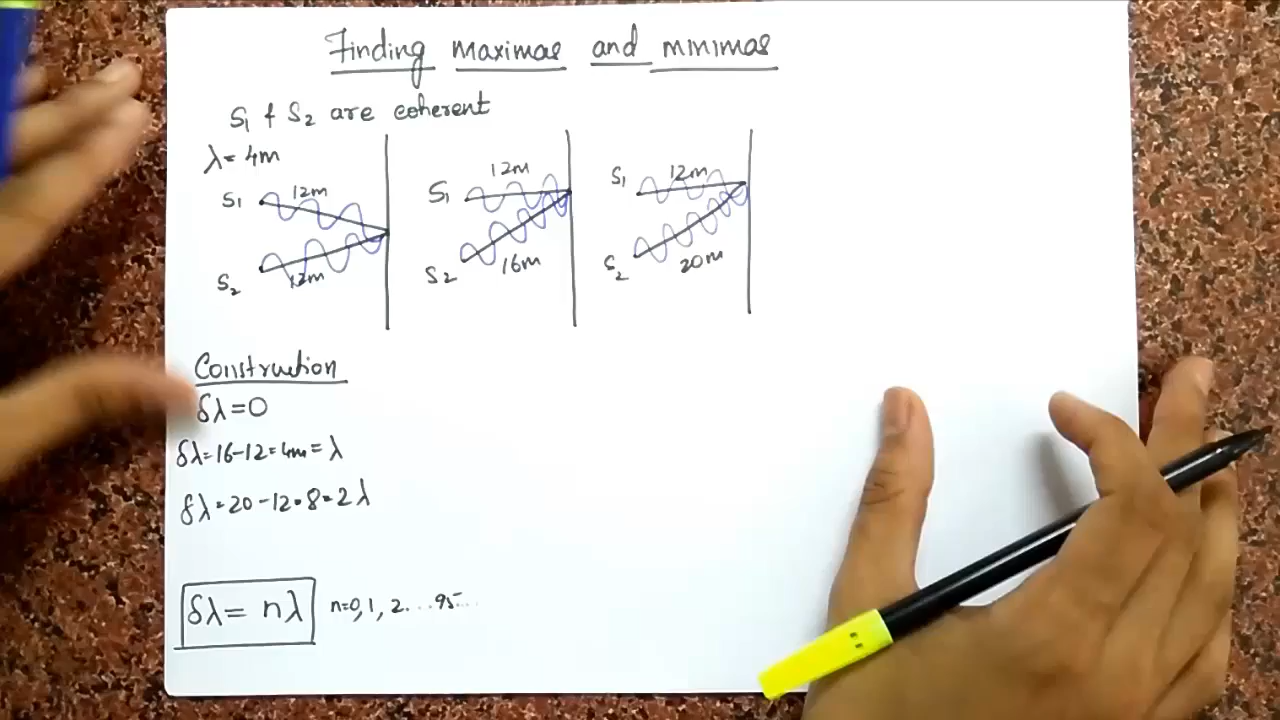 Finding maximas and minimas
S1 & S2 are coherent
λ= 4m
S1 12m
S2 12m
S1 12m
S2 16m
S1 12m
S2 20m
Construction
δλ=0
δλ=16-12=4m=λ
δλ=20-12=8=2λ
δλ= nλ n=0,1, 2...95...